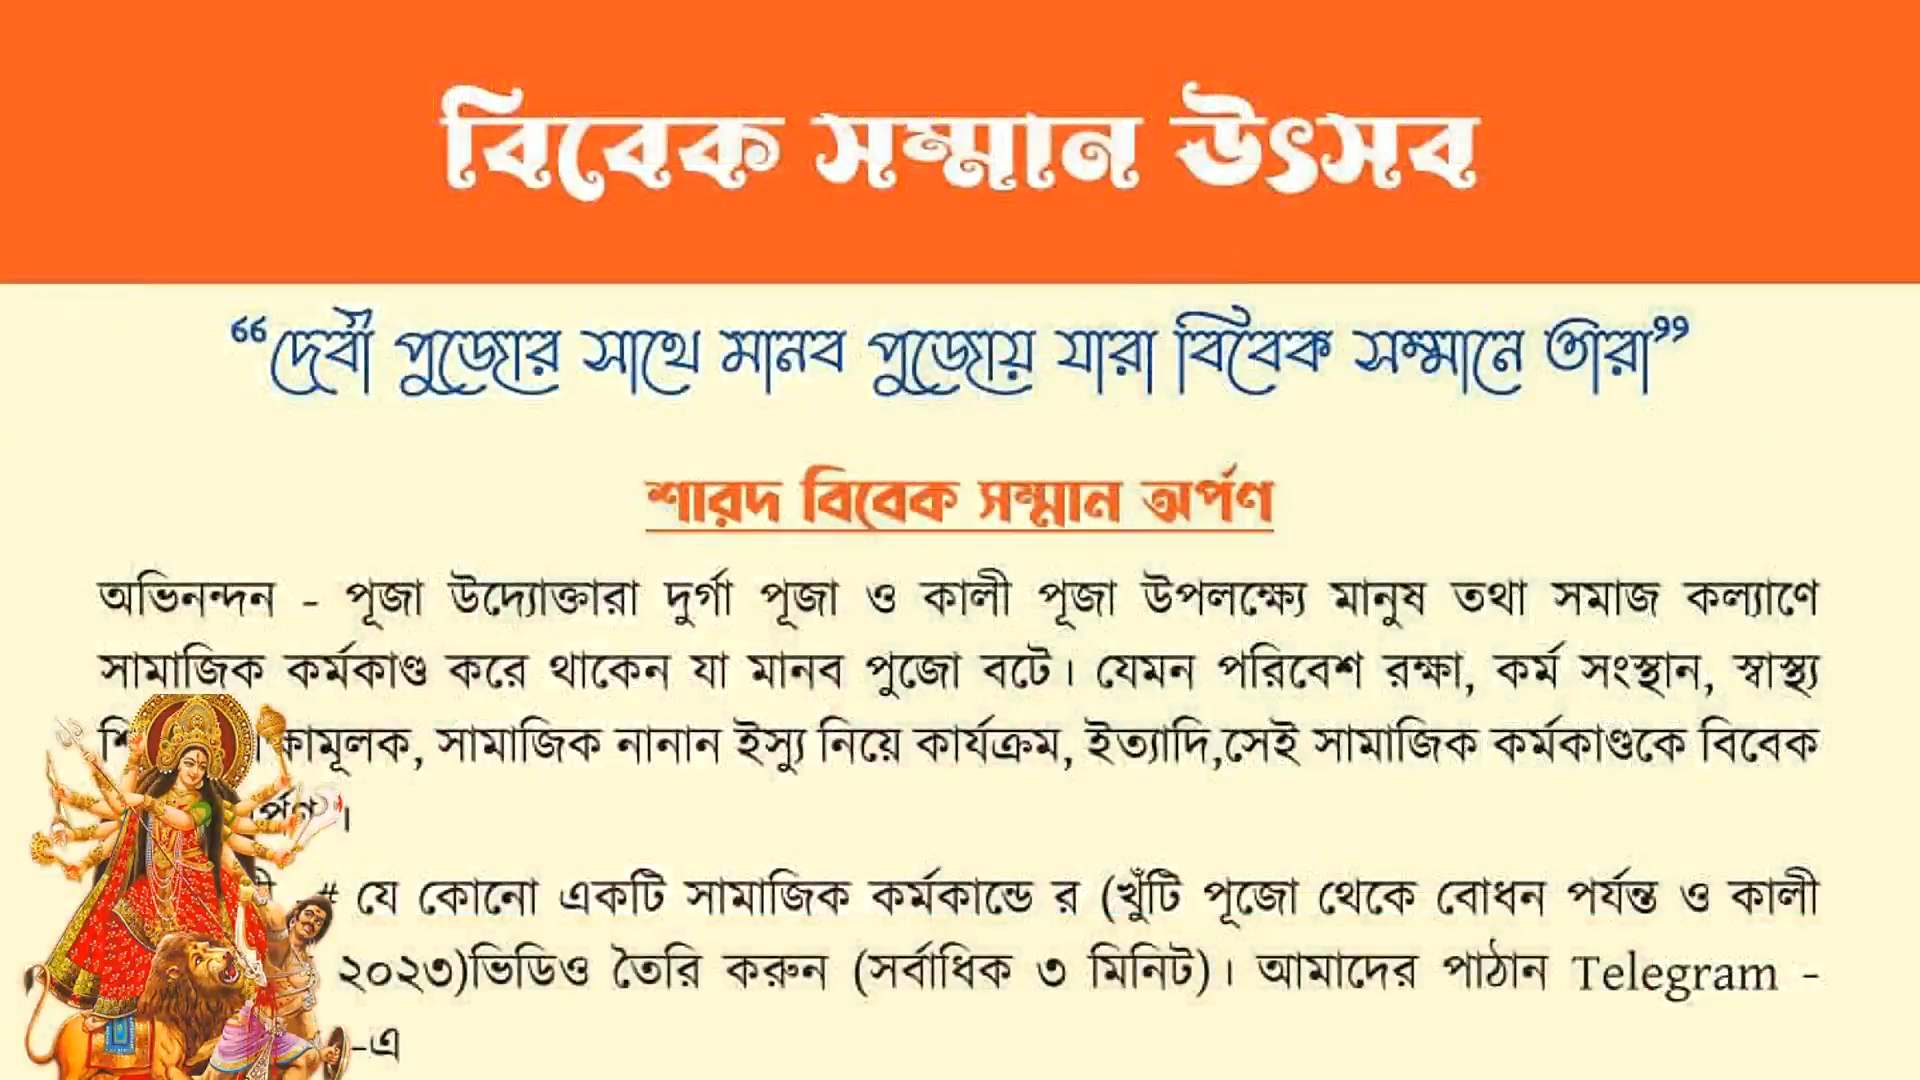 বিবেক সম্মান উৎসব
“দেবী পুজোর সাথে মানব পুজোয় যারা বিবেক সম্মানে তারা”
শারদ বিবেক সম্মান অর্পণ
অভিনন্দন - পূজা উদ্যোক্তারা দুর্গা পূজা ও কালী পূজা উপলক্ষ্যে মানুষ তথা সমাজ কল্যাণে
সামাজিক কর্মকাণ্ড করে থাকেন যা মানব পুজো বটে। যেমন পরিবেশ রক্ষা, কর্ম সংস্থান, স্বাস্থ্য
সামাজিক নানান ইস্যু নিয়ে কার্যক্রম, ইত্যাদি,সেই সামাজিক কর্মকাণ্ডকে বিবেক
# যে কোনো একটি সামাজিক কর্মকান্ডে র (খুঁটি পূজো থেকে বোধন পর্যন্ত ও কালী
২০২৩)ভিডিও তৈরি করুন (সর্বাধিক ৩ মিনিট)। আমাদের পাঠান Telegram -
-এ